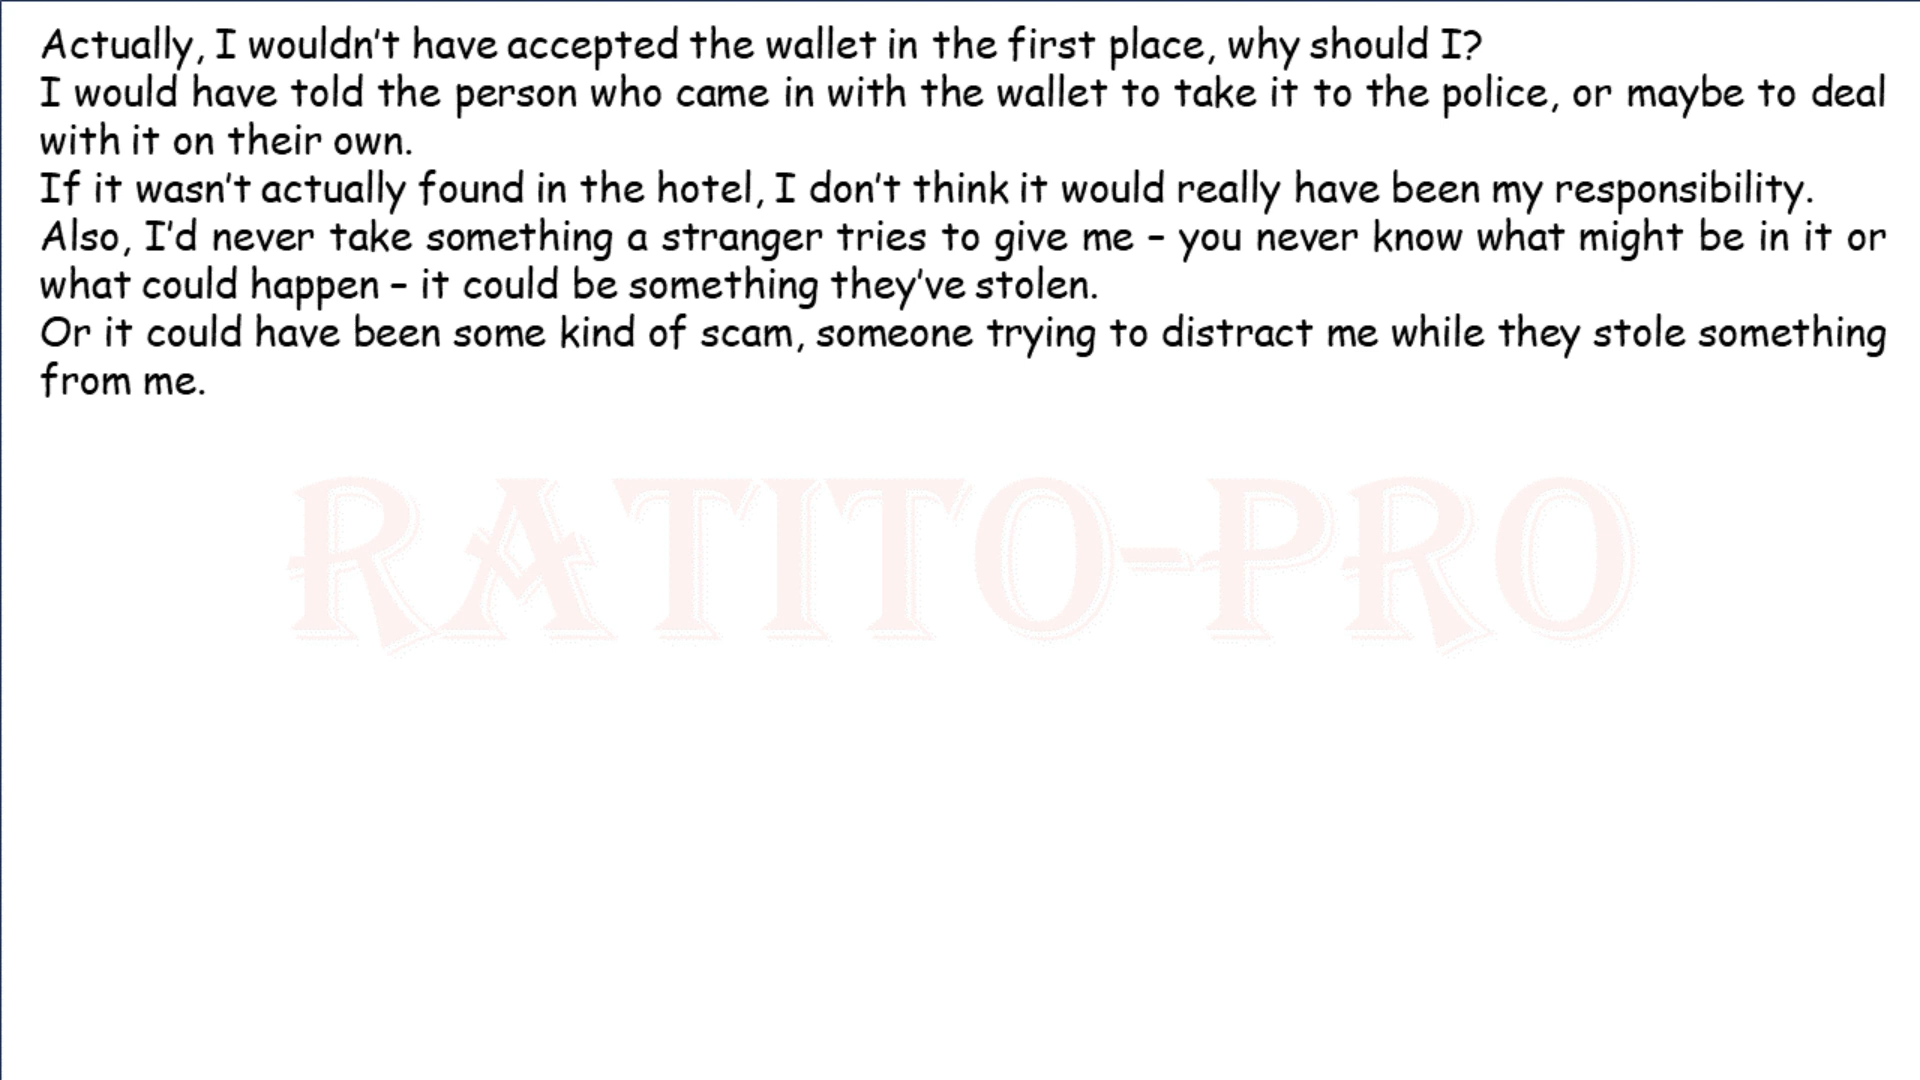 Actually, I wouldn't have accepted the wallet in the first place, why should I?
I would have told the person who came in with the wallet to take it to the police, or maybe to deal
with it on their own.
If it wasn't actually found in the hotel, I don't think it would really have been my responsibility.
Also, I'd never take something a stranger tries to give me – you never know what might be in it or
what could happen – it could be something they've stolen.
Or it could have been some kind of scam, someone trying to distract me while they stole something
from me.
RATITO-PRO